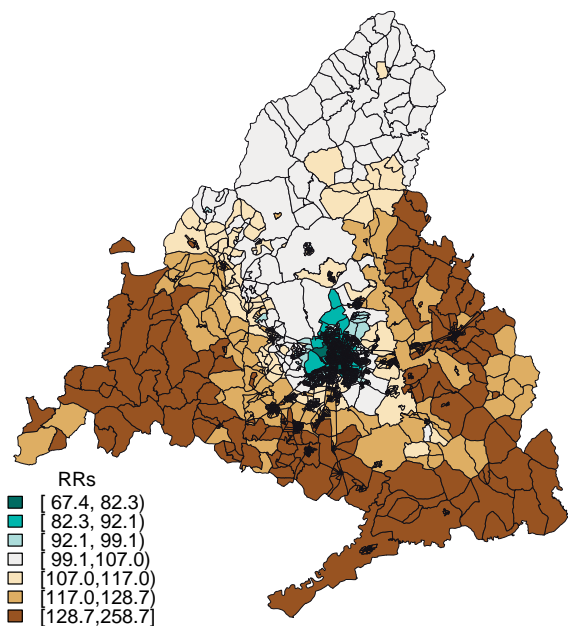 RRs
[ 67.4, 82.3)
[ 82.3, 92.1)
[ 92.1, 99.1)
[ 99.1,107.0)
[107.0,117.0)
[117.0,128.7)
[128.7,258.7]